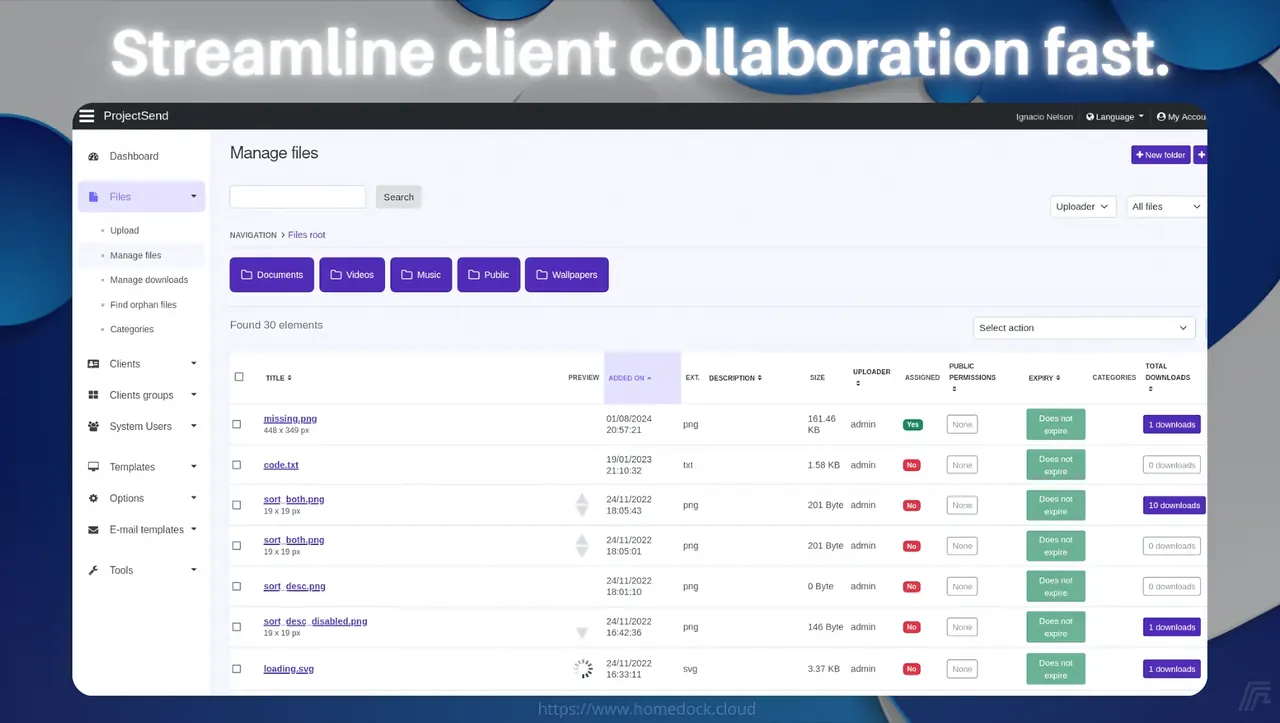 Streamline client collaboration fast.
ProjectSend
Ignacio Nelson
Language
My Accou
Dashboard
Files
Upload
Manage files
Manage downloads
Find orphan files
Categories
Clients
Clients groups
System Users
Templates
Options
E-mail templates
Tools
Manage files
+ New folder
+
Search
Uploader
All files
NAVIGATION > Files root
Documents
Videos
Music
Public
Wallpapers
Found 30 elements
Select action
TITLE
PREVIEW
ADDED ON
EXT.
DESCRIPTION
SIZE
UPLOADER
ASSIGNED
PUBLIC
PERMISSIONS
EXPIRY
CATEGORIES
TOTAL
DOWNLOADS
missing.png
448 x 349 px
01/08/2024
20:57:21
png
161.46
KB
admin
Yes
None
Does not
expire
1 downloads
code.txt
19/01/2023
21:10:32
txt
1.58 KB
admin
No
None
Does not
expire
0 downloads
sort_both.png
19 x 19 px
24/11/2022
18:05:43
png
201 Byte
admin
No
None
Does not
expire
10 downloads
sort_both.png
19 x 19 px
24/11/2022
18:05:01
png
201 Byte
admin
No
None
Does not
expire
0 downloads
sort_desc.png
24/11/2022
18:01:10
png
0 Byte
admin
No
None
Does not
expire
0 downloads
sort_desc_disabled.png
19 x 19 px
24/11/2022
16:42:36
png
146 Byte
admin
No
None
Does not
expire
1 downloads
loading.svg
24/11/2022
16:33:11
svg
3.37 KB
admin
No
None
Does not
expire
1 downloads
https://www.homedock.cloud